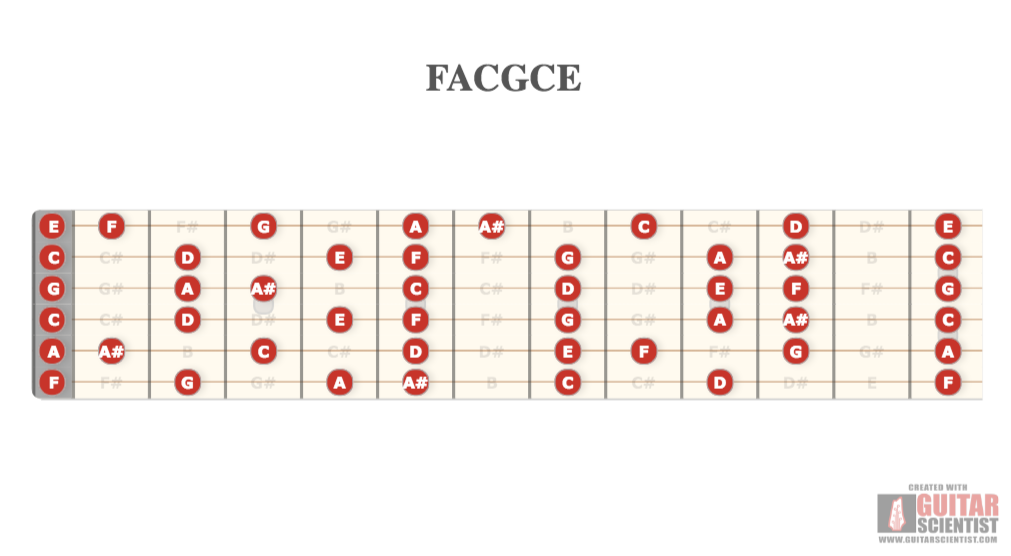 FACGCE
E F F# G G# A A# B C C# D D# E
C C# D D# E F F# G G# A A# B C
G G# A A# B C C# D D# E F F# G
C C# D D# E F F# G G# A A# B C
A A# B C C# D D# E F F# G G# A
F F# G G# A A# B C C# D D# E F
CREATED WITH
GUITAR
SCIENTIST
WWW.GUITARSCIENTIST.COM